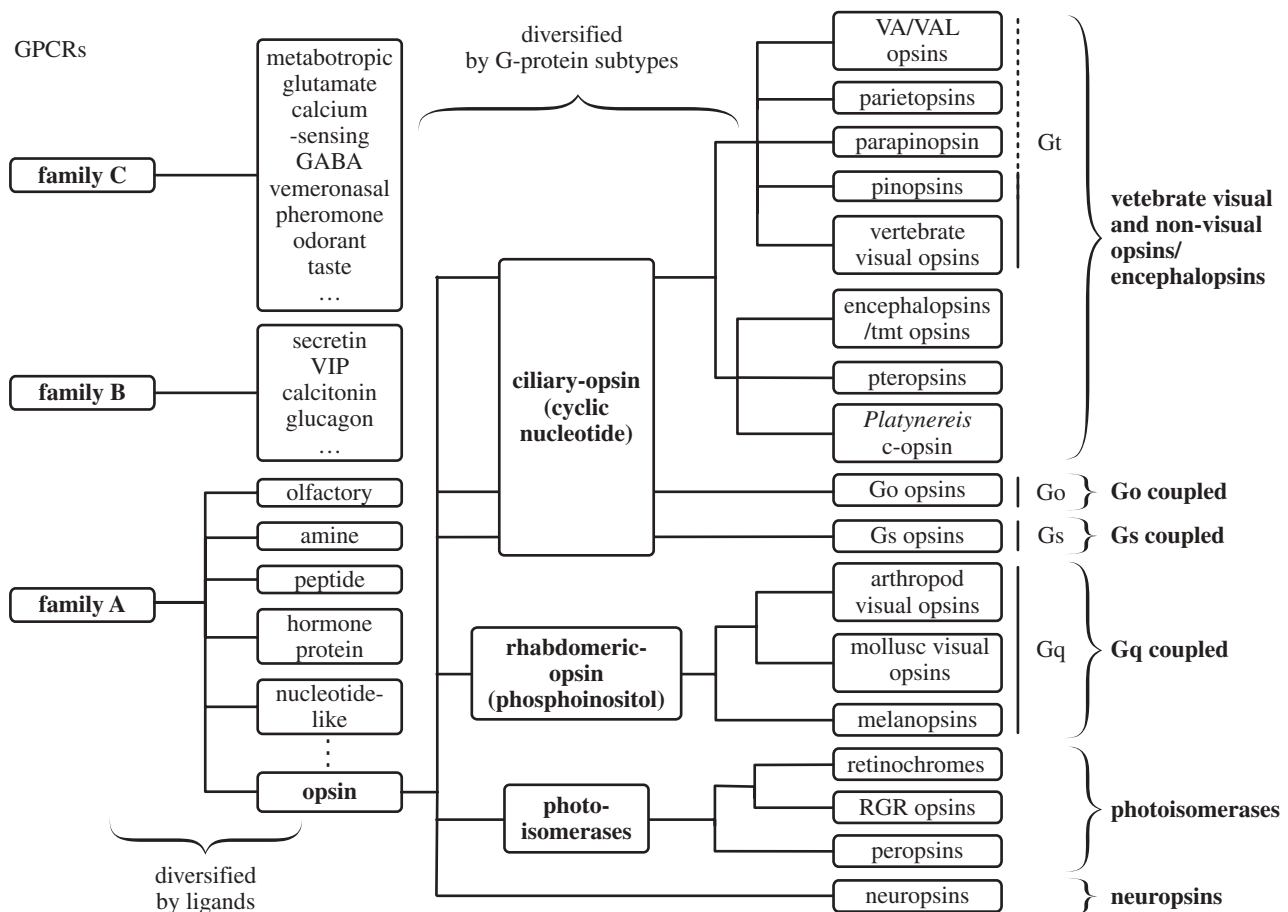 GPCRs
family C
metabotropic
glutamate
calcium
-sensing
GABA
vemeronasal
pheromone
odorant
taste
…
family B
secretin
VIP
calcitonin
glucagon
…
family A
olfactory
amine
peptide
hormone
protein
nucleotide-
like
opsin
diversified
by ligands
diversified
by G-protein subtypes
ciliary-opsin
(cyclic
nucleotide)
rhabdomeric-
opsin
(phosphoinositol)
photo-
isomerases
VA/VAL
opsins
parietopsins
parapinopsin
pinopsins
vertebrate
visual opsins
encephalopsins
/tmt opsins
pteropsins
Platynereis
c-opsin
Go opsins
Gs opsins
arthropod
visual opsins
mollusc visual
opsins
melanopsins
retinochromes
RGR opsins
peropsins
neuropsins
Gt
Go
Gs
Gq
vetebrate visual
and non-visual
opsins/
encephalopsins
Go coupled
Gs coupled
Gq coupled
photoisomerases
neuropsins